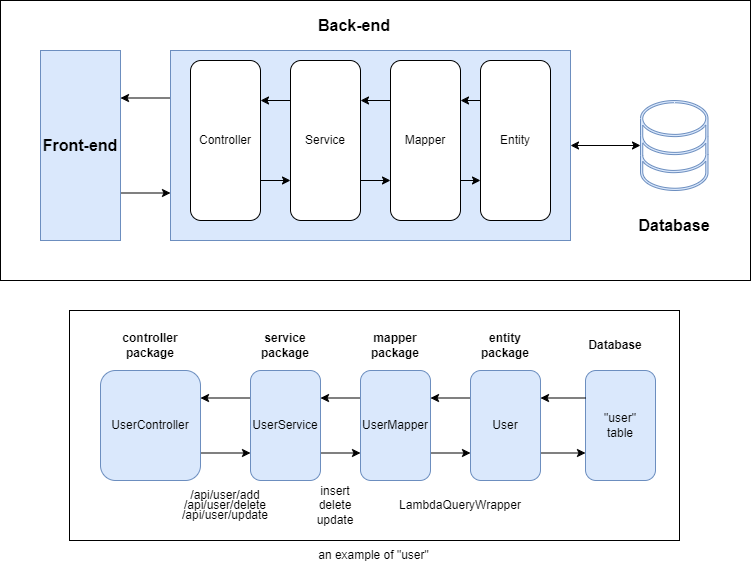 Back-end
Front-end
Controller
Service
Mapper
Entity
Database
controller
package
service
package
mapper
package
entity
package
Database
UserController
UserService
UserMapper
User
"user"
table
/api/user/add
/api/user/delete
/api/user/update
insert
delete
update
LambdaQueryWrapper
an example of "user"